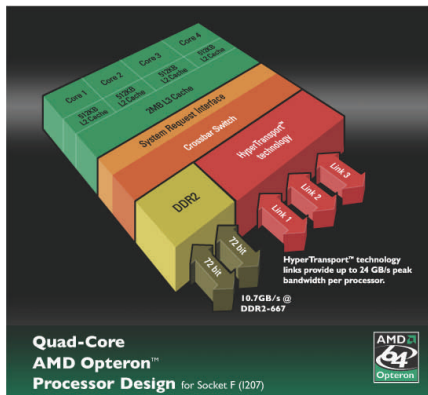 Core 1
Core 2
Core 3
Core 4
512KB
L2 Cache
512KB
L2 Cache
512KB
L2 Cache
512KB
L2 Cache
2MB L3 Cache
System Request Interface
Crossbar Switch
HyperTransport™
technology
DDR2
Link 1
Link 2
Link 3
72 bit
72 bit
HyperTransport™ technology
links provide up to 24 GB/s peak
bandwidth per processor.
10.7GB/s @
DDR2-667
Quad-Core
AMD Opteron™
Processor Design for Socket F (1207)
AMD
64
Opteron